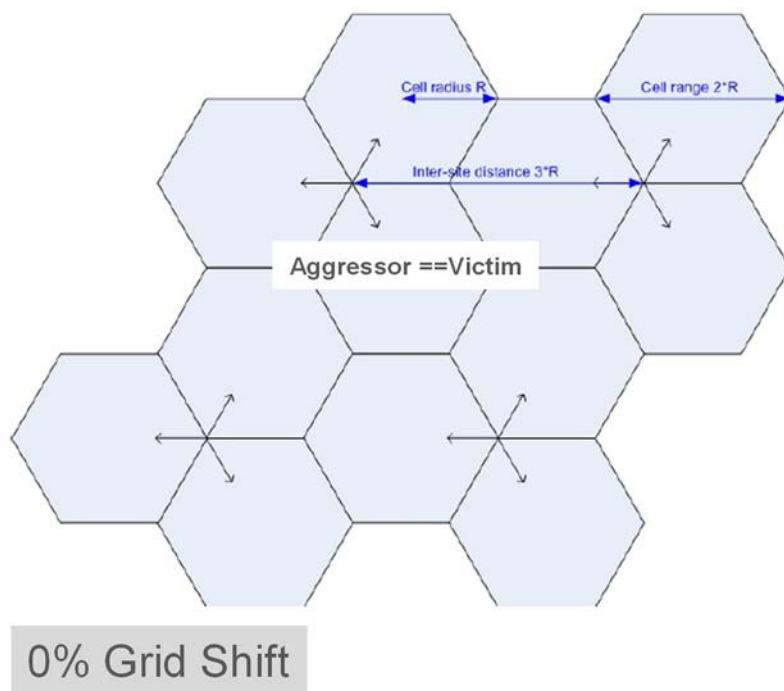 Cell radius R
Cell range 2*R
Inter-site distance 3*R
Aggressor ==Victim
0% Grid Shift